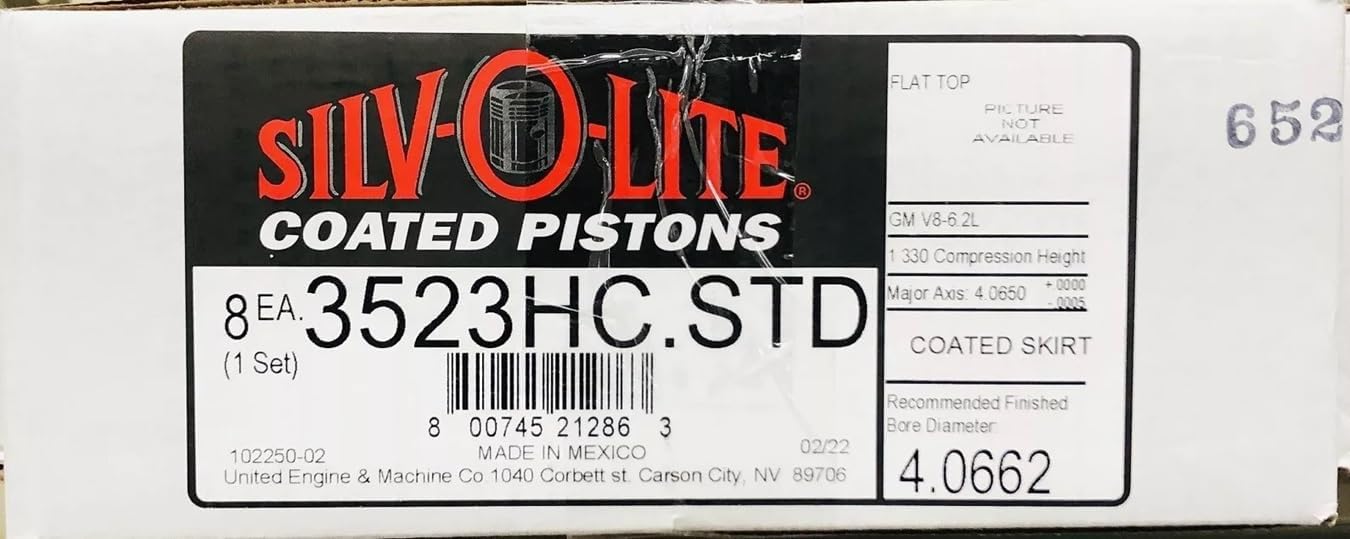 SILV-O-LITE®
COATED PISTONS
8 EA. 3523HC.STD
(1 Set)
8 00745 21286 3
102250-02 MADE IN MEXICO 02/22
United Engine & Machine Co 1040 Corbett st. Carson City, NV 89706
FLAT TOP
PICTURE
NOT
AVAILABLE
GM V8-6.2L
1 330 Compression Height
Major Axis: 4.0650 +.0000
-.0005
COATED SKIRT
Recommended Finished
Bore Diameter
4.0662
652